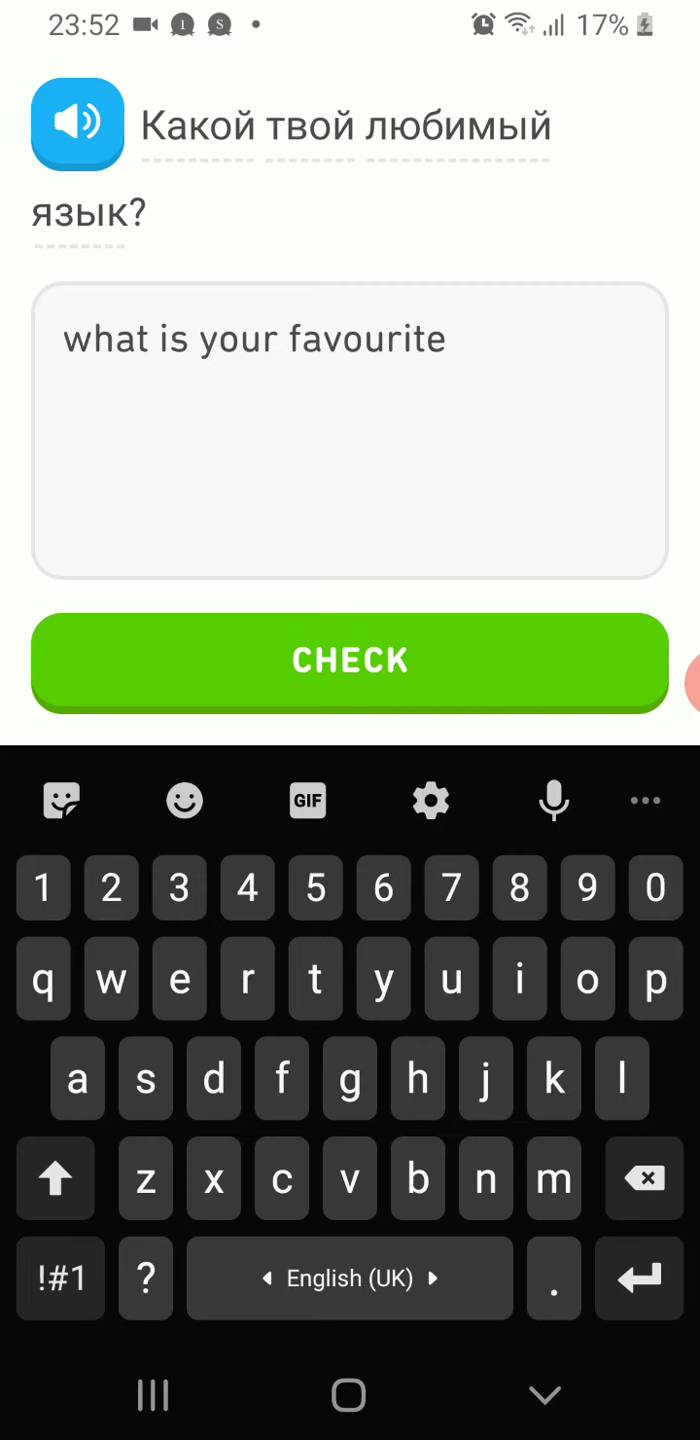 23:52 17%
Какой твой любимый
язык?
what is your favourite
CHECK
GIF
1 2 3 4 5 6 7 8 9 0
q w e r t y u i o p
a s d f g h j k l
z x c v b n m
!#1 ? English (UK) .